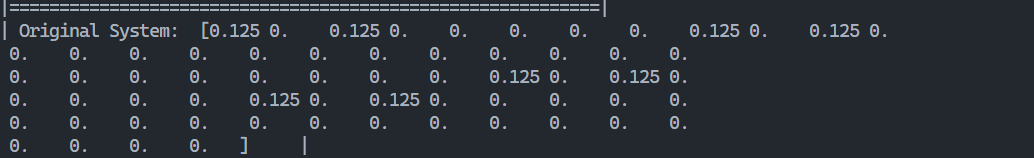 |===========================================================|
| Original System:  [0.125 0.    0.125 0.    0.    0.    0.    0.    0.125 0.    0.125 0.
 0.    0.    0.    0.    0.    0.    0.    0.    0.    0.    0.    0.
 0.    0.    0.    0.    0.    0.    0.    0.    0.125 0.    0.125 0.
 0.    0.    0.    0.    0.125 0.    0.125 0.    0.    0.    0.    0.
 0.    0.    0.    0.    0.    0.    0.    0.    0.    0.    0.    0.
 0.    0.    0.    0.   ]     |